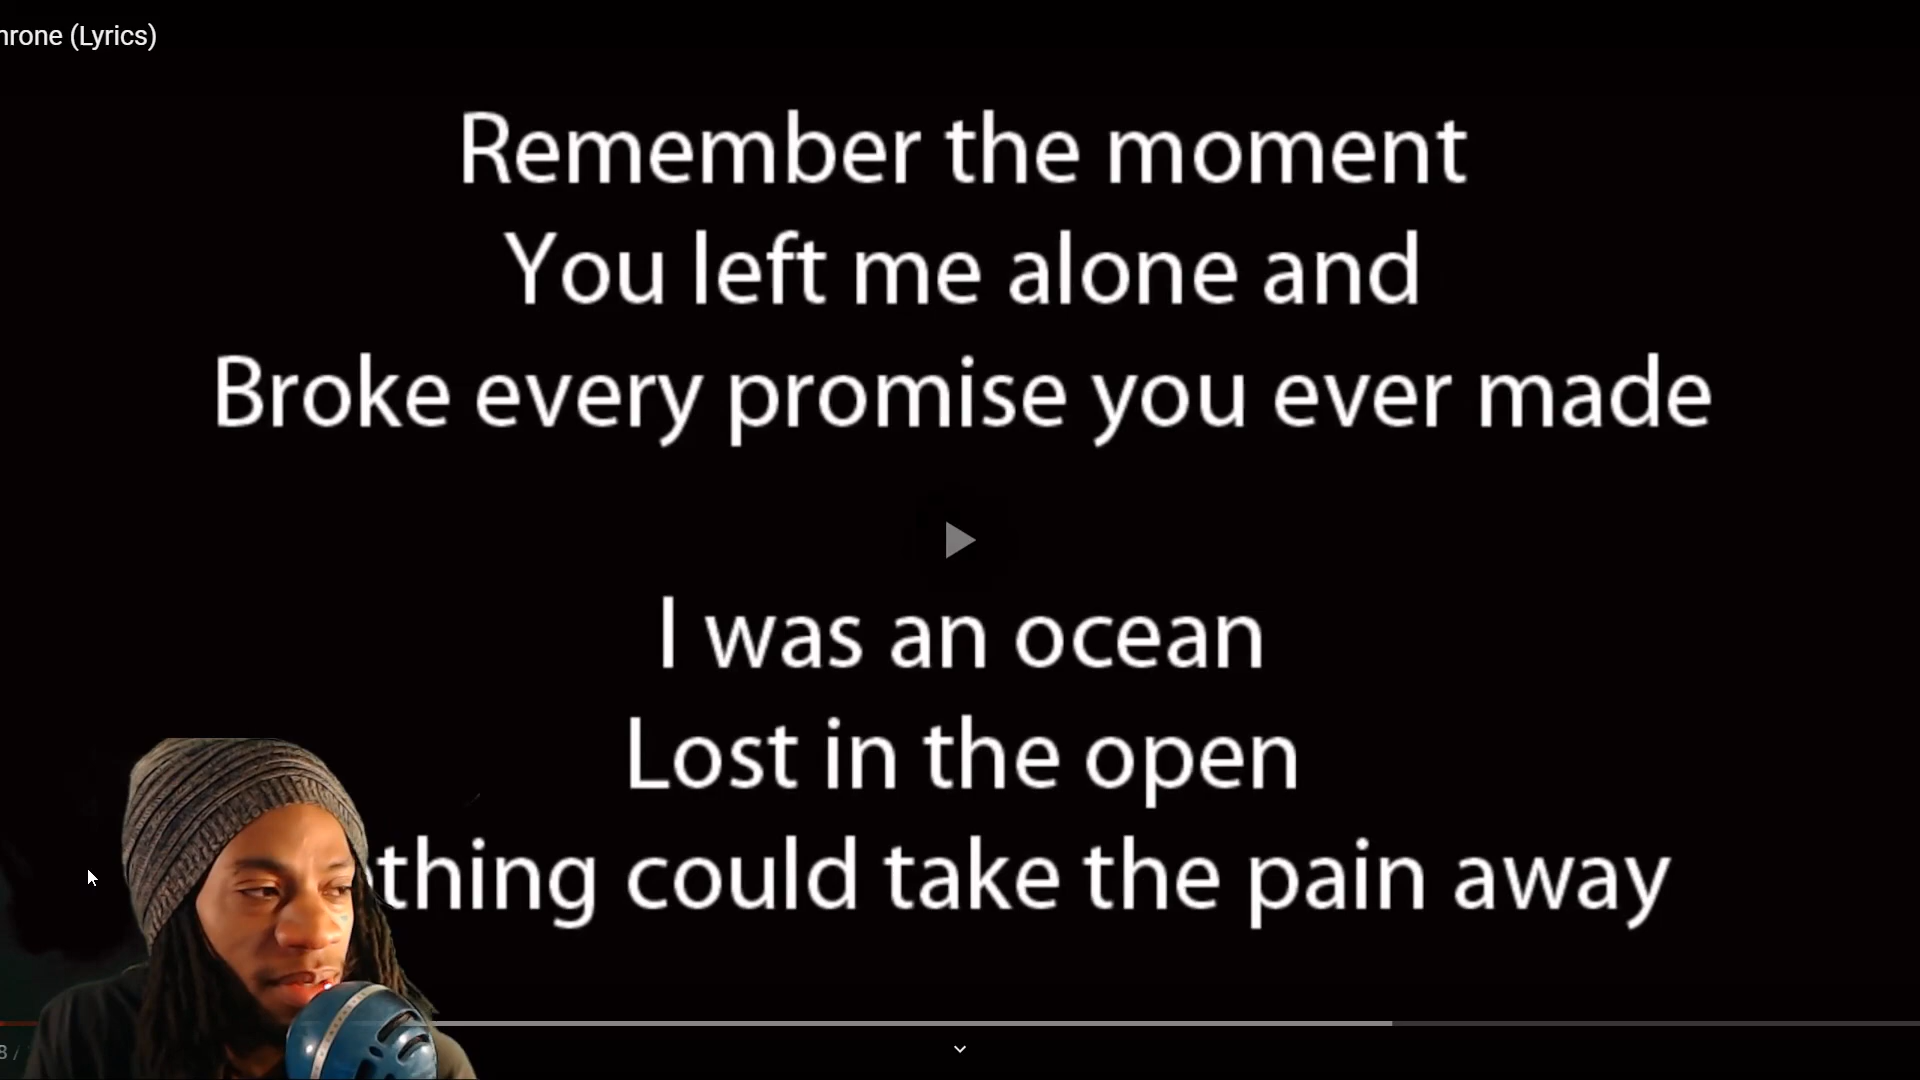 hrone (Lyrics)
Remember the moment
You left me alone and
Broke every promise you ever made
I was an ocean
Lost in the open
thing could take the pain away
8 /